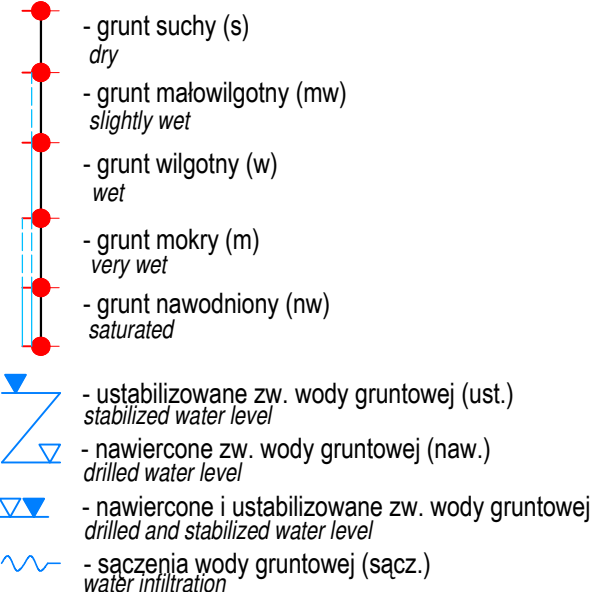 - grunt suchy (s)
dry
- grunt małowilgotny (mw)
slightly wet
- grunt wilgotny (w)
wet
- grunt mokry (m)
very wet
- grunt nawodniony (nw)
saturated
- ustabilizowane zw. wody gruntowej (ust.)
stabilized water level
- nawiercone zw. wody gruntowej (naw.)
drilled water level
- nawiercone i ustabilizowane zw. wody gruntowej
drilled and stabilized water level
- sączenia wody gruntowej (sącz.)
water infiltration